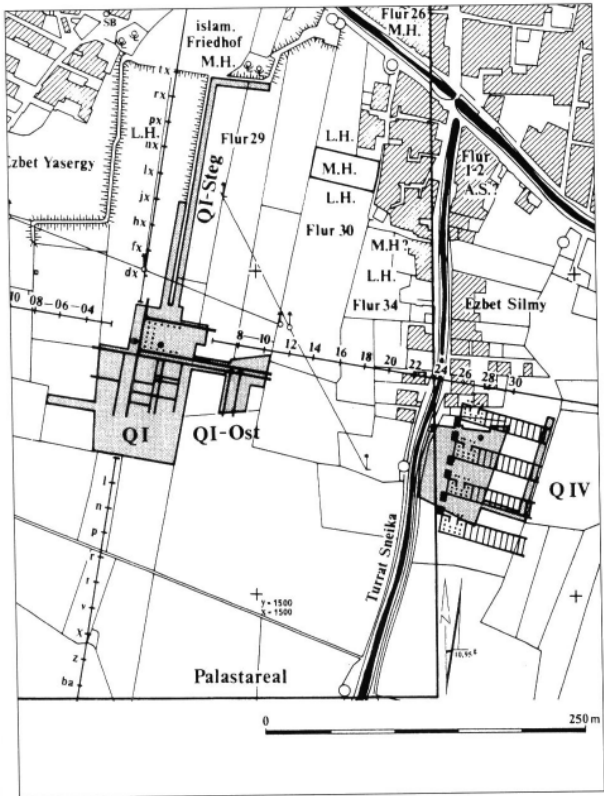 SB
islam.
Friedhof
M.H.
Flur 26
M.H.
tx
rx
px
nx
L.H.
lx
jx
hx
fx
dx
Ezbet Yasergy
QI-Steg
Flur 29
L.H.
M.H.
L.H.
Flur 30
Flur
1-2
A.S.?
M.H?
L.H.
Flur 34
Ezbet Silmy
10 08-06-04
8 10 12 14 16 18 20 22 24 26 28 30
QI
QI-Ost
Q IV
l
n
p
r
t
v
x
z
ba
Turrat Sneika
y = 1500
x = 1500
N
Palastareal
0 250 m